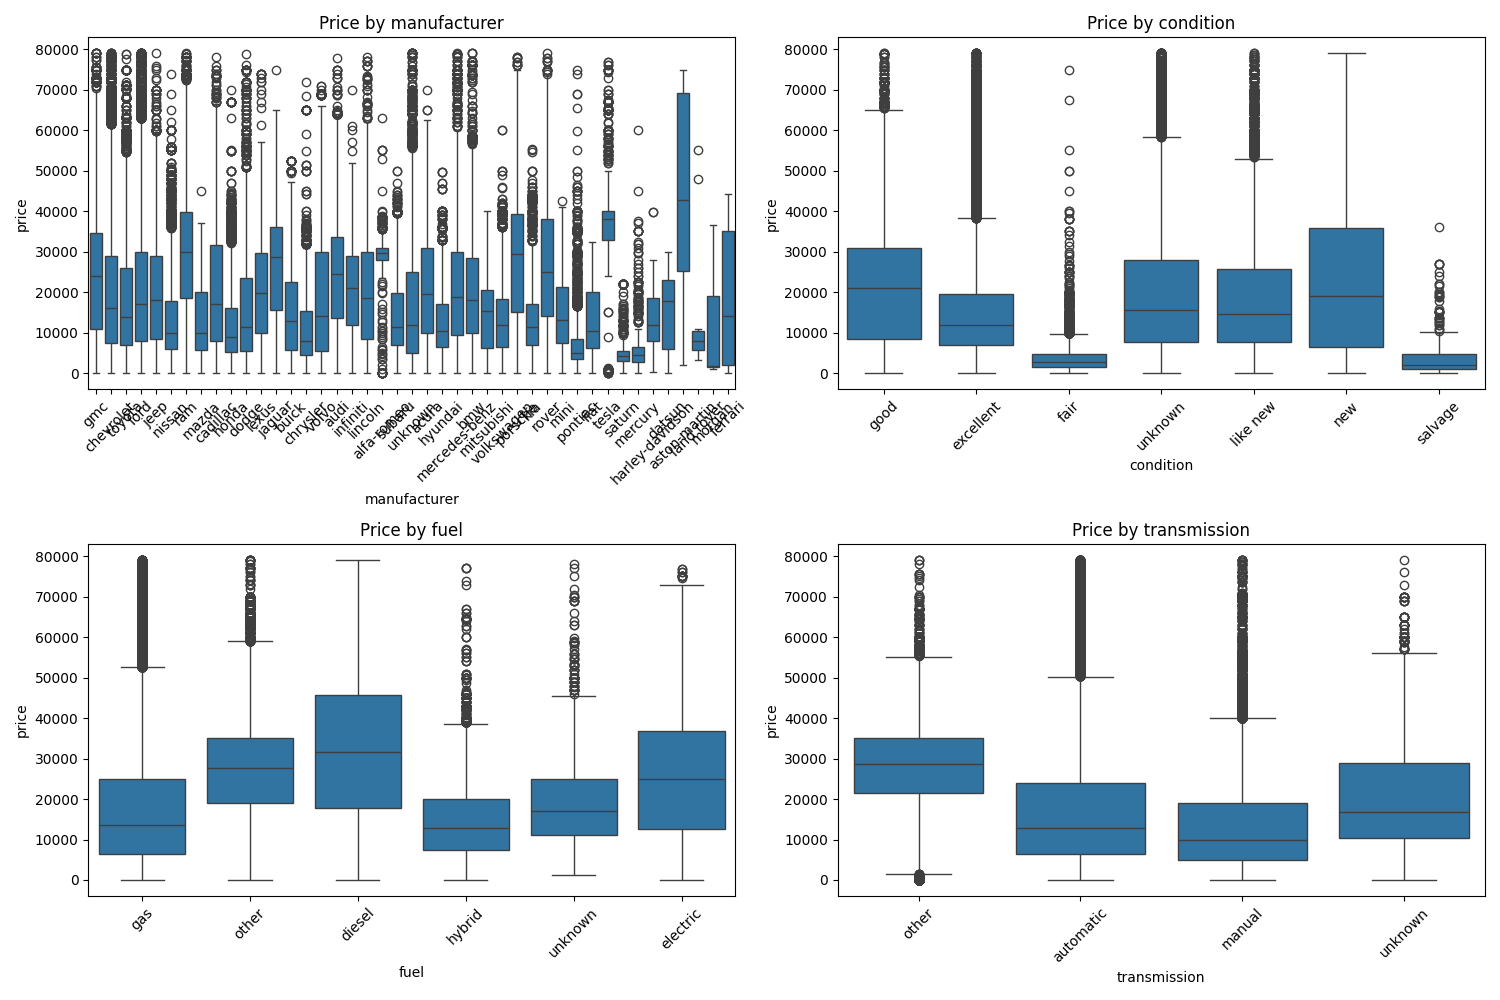 Price by manufacturer
price
80000
70000
60000
50000
40000
30000
20000
10000
0
gmc
chevrolet
toyota
ford
jeep
nissan
ram
mazda
cadillac
honda
dodge
lexus
jaguar
buick
chrysler
volvo
audi
infiniti
lincoln
alfa-romeo
subaru
unknown
acura
hyundai
mercedes-benz
bmw
mitsubishi
volkswagen
porsche
rover
mini
pontiac
fiat
tesla
saturn
mercury
harley-davidson
datsun
aston-martin
land rover
morgan
ferrari
manufacturer
Price by condition
price
80000
70000
60000
50000
40000
30000
20000
10000
0
good
excellent
fair
unknown
like new
new
salvage
condition
Price by fuel
price
80000
70000
60000
50000
40000
30000
20000
10000
0
gas
other
diesel
hybrid
unknown
electric
fuel
Price by transmission
price
80000
70000
60000
50000
40000
30000
20000
10000
0
other
automatic
manual
unknown
transmission